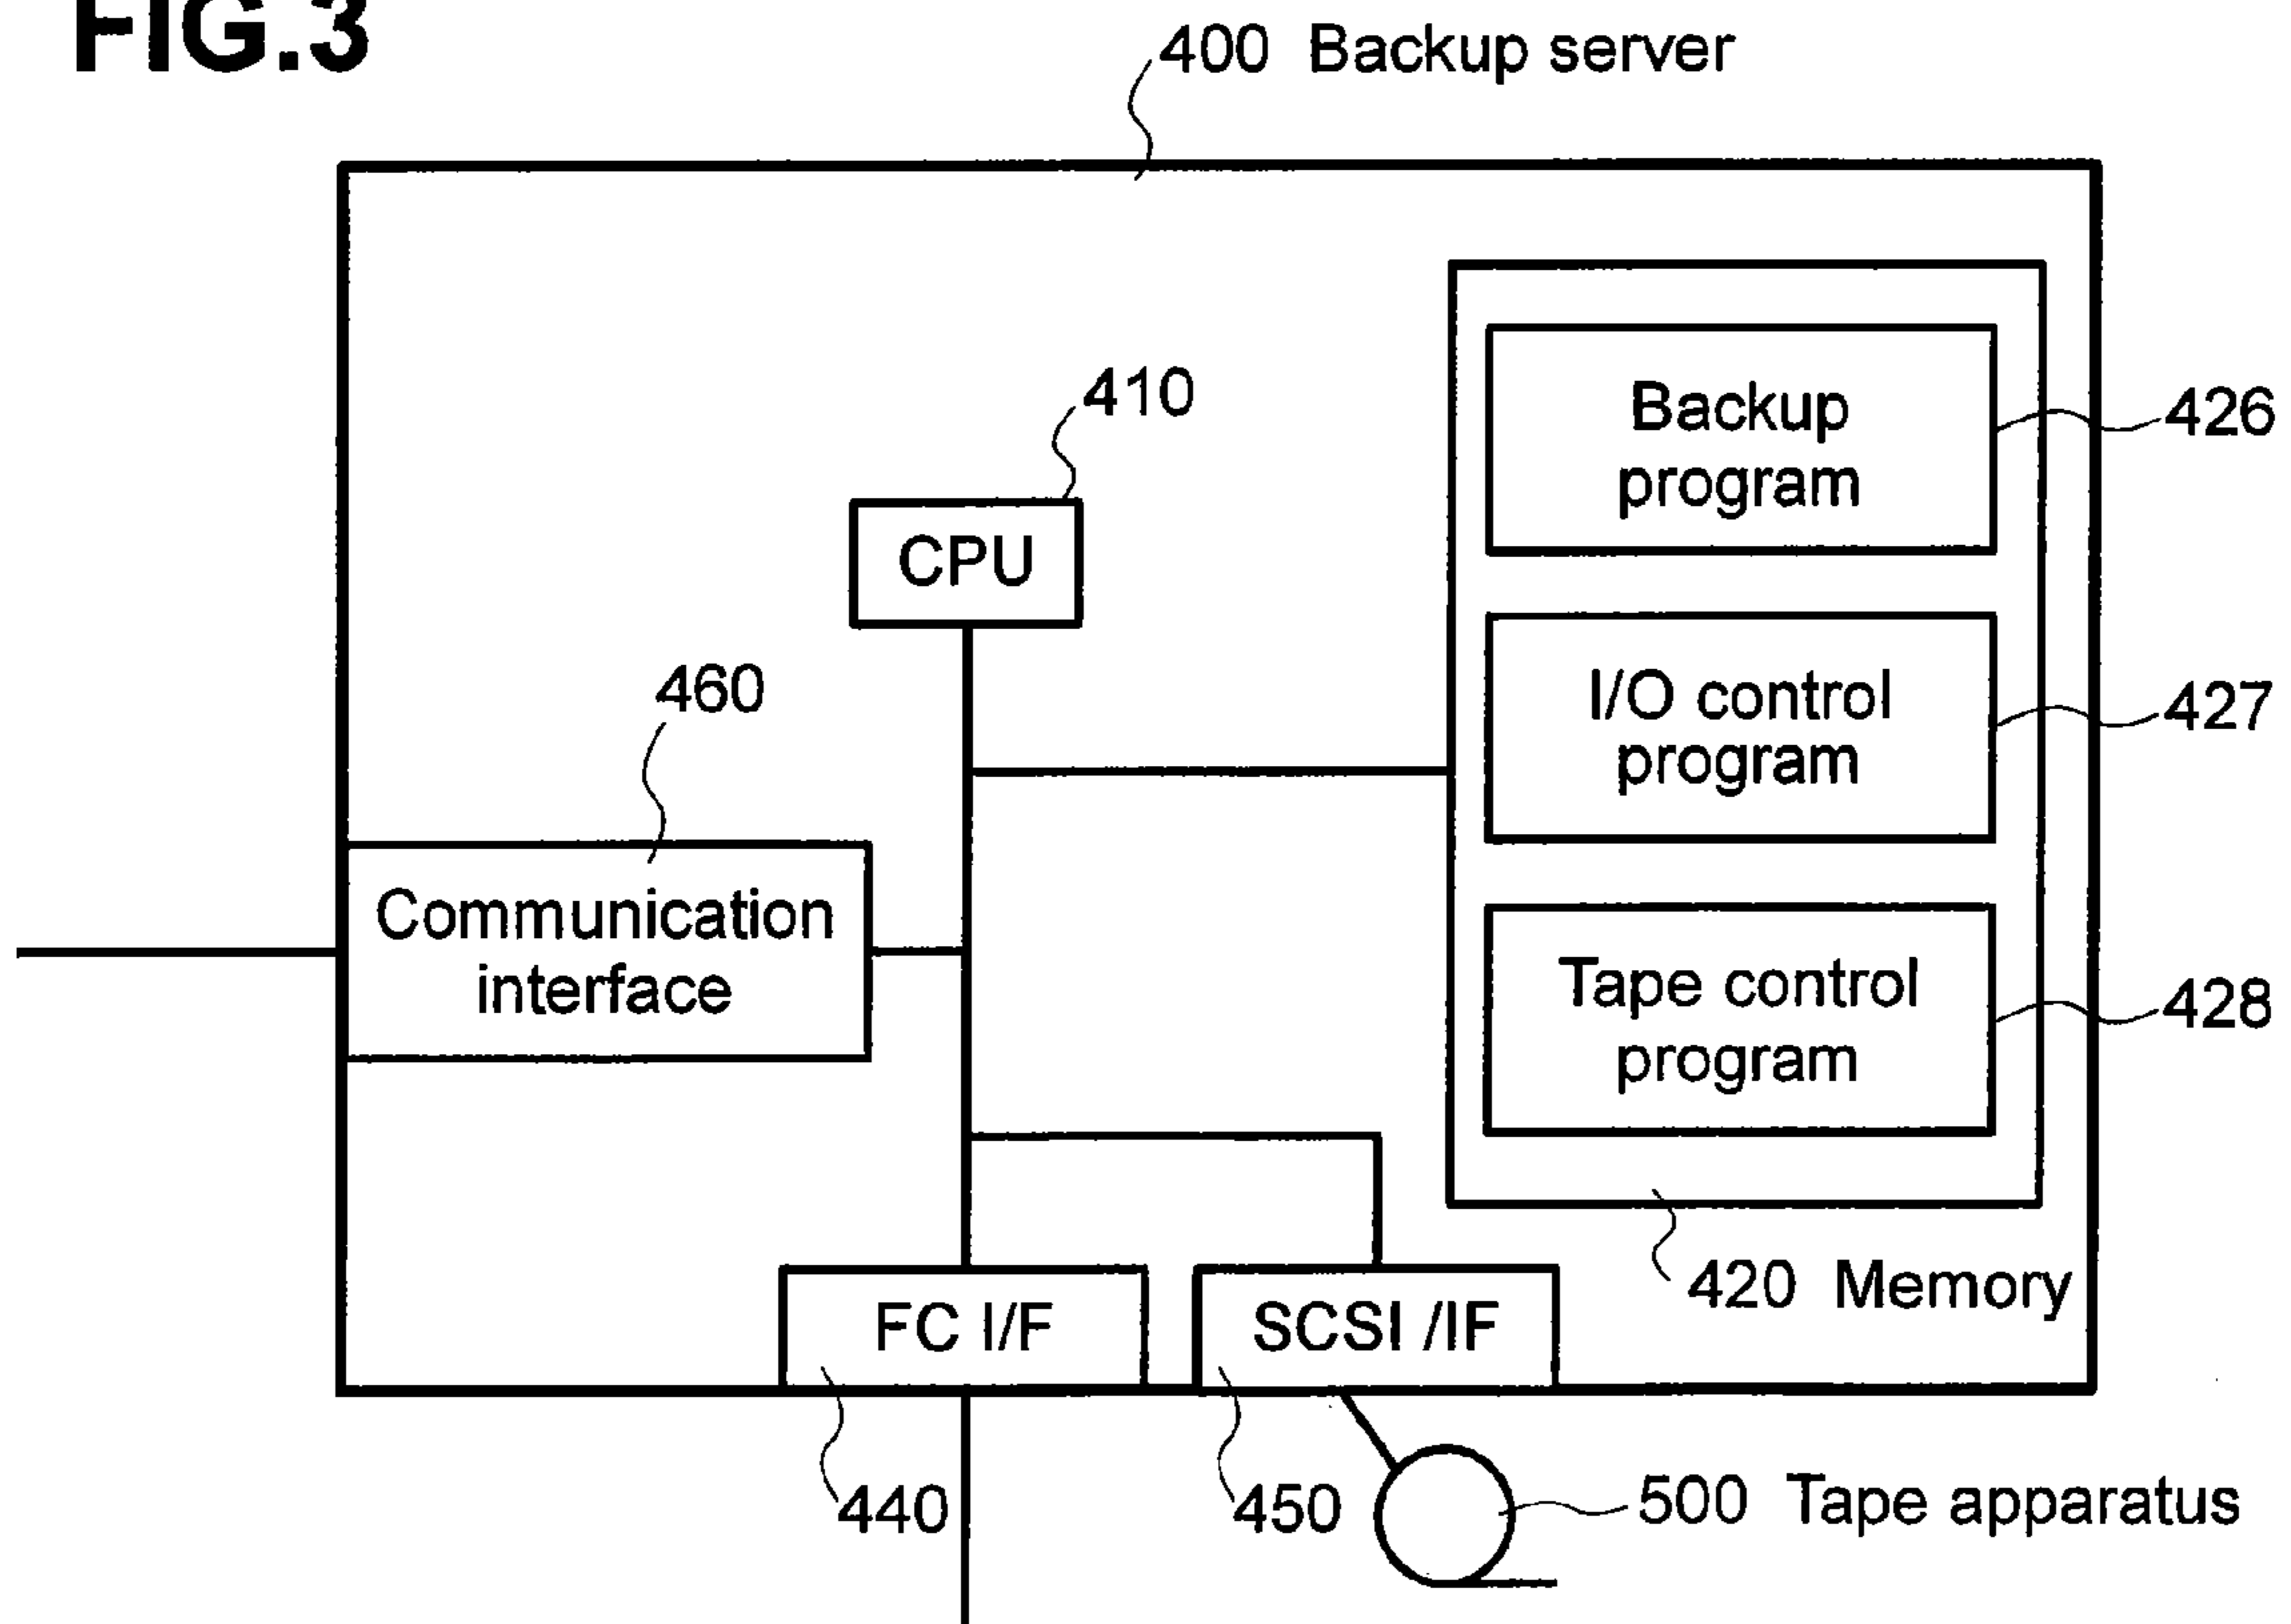 FIG.3
400 Backup server
Backup
program
426
410
CPU
I/O control
program
427
460
Communication
interface
Tape control
program
428
420 Memory
FC I/F
SCSI /IF
440
450
500 Tape apparatus